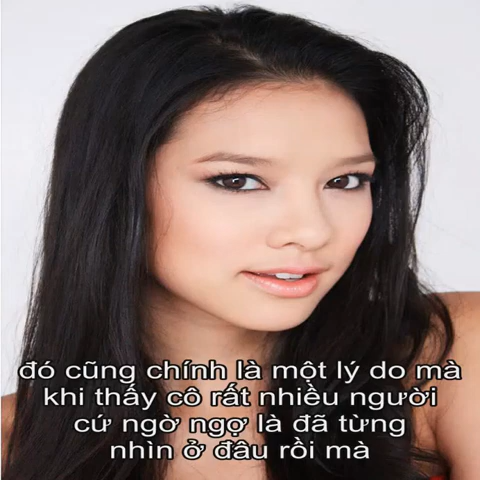 đó cũng chính là một lý do mà
khi thấy cô rất nhiều người
cứ ngờ ngợ là đã từng
nhìn ở đâu rồi mà